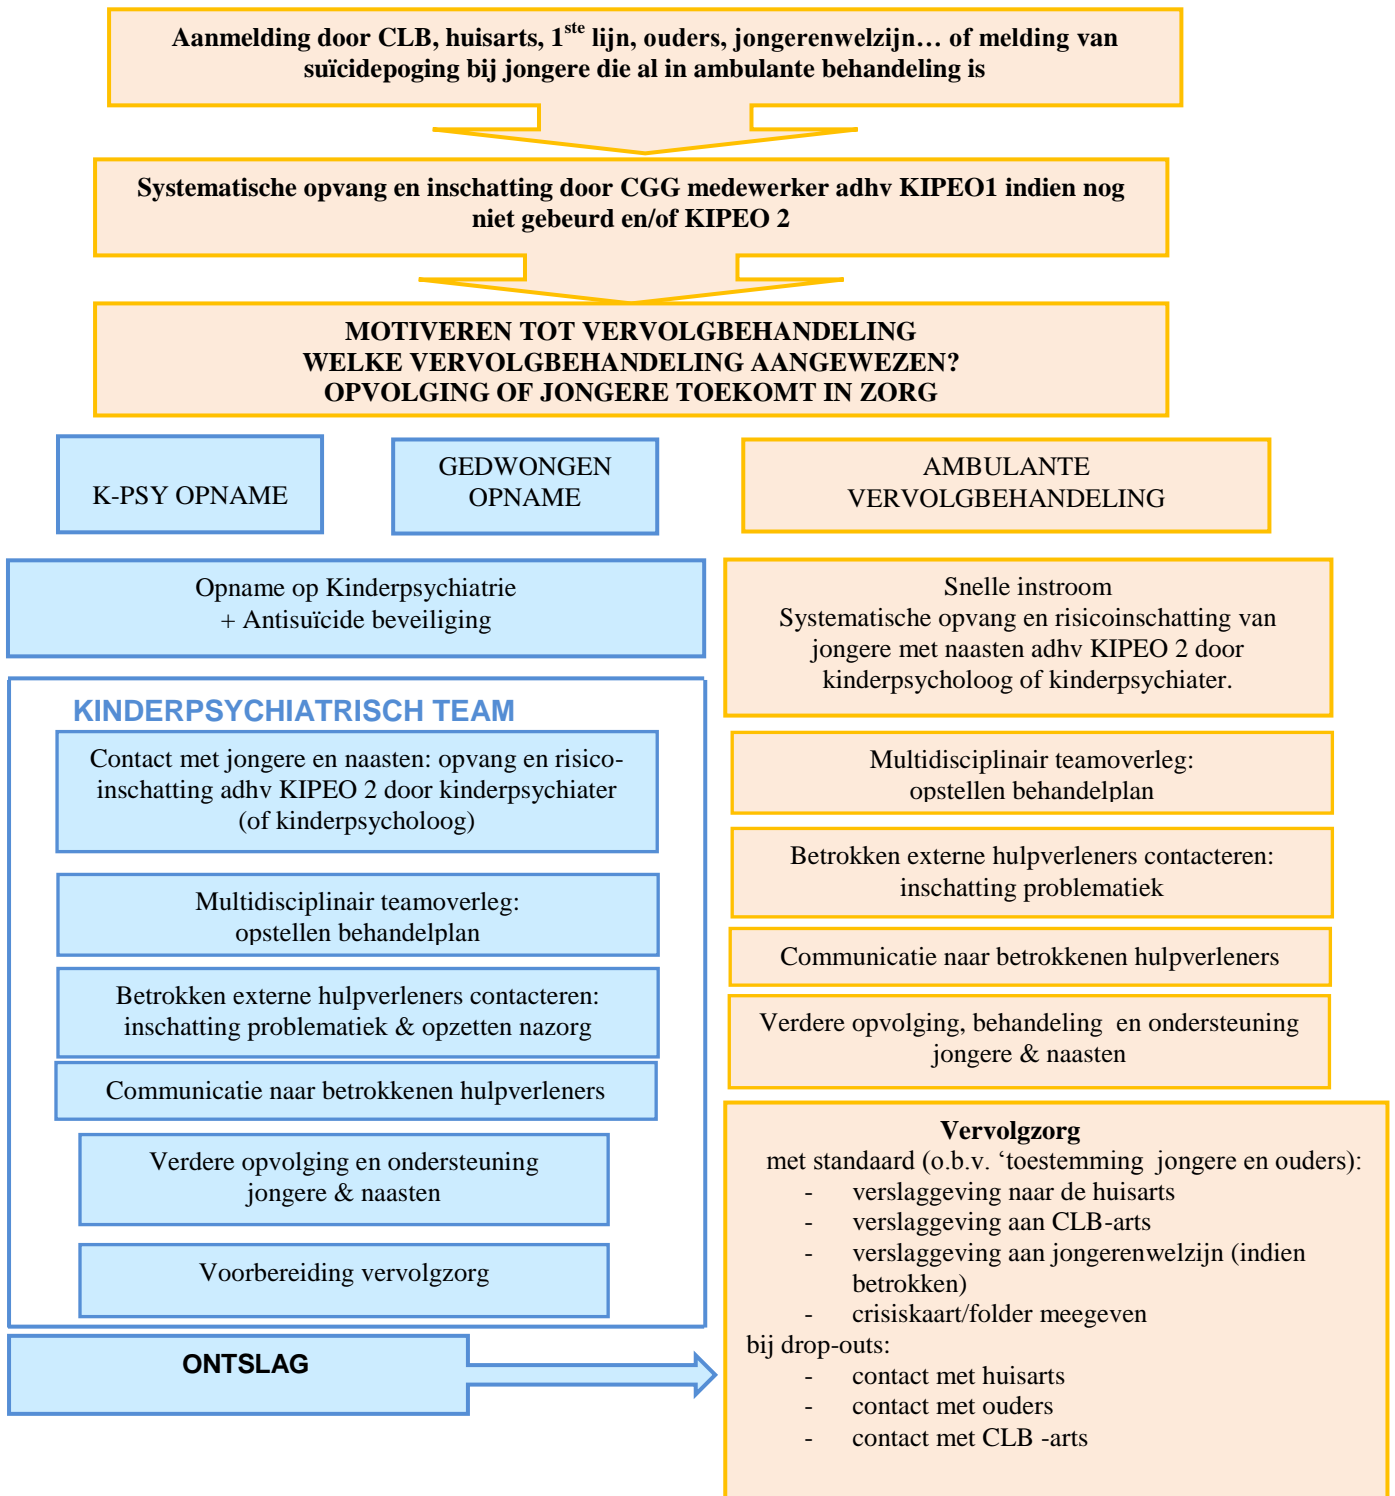 Aanmelding door CLB, huisarts, 1ste lijn, ouders, jongerenwelzijn… of melding van
suïcidepoging bij jongere die al in ambulante behandeling is
Systematische opvang en inschatting door CGG medewerker adhv KIPEO1 indien nog
niet gebeurd en/of KIPEO 2
MOTIVEREN TOT VERVOLGBEHANDELING
WELKE VERVOLGBEHANDELING AANGEWEZEN?
OPVOLGING OF JONGERE TOEKOMT IN ZORG
K-PSY OPNAME
GEDWONGEN
OPNAME
AMBULANTE
VERVOLGBEHANDELING
Opname op Kinderpsychiatrie
+ Antisuïcide beveiliging
KINDERPSYCHIATRISCH TEAM
Contact met jongere en naasten: opvang en risico-
inschatting adhv KIPEO 2 door kinderpsychiater
(of kinderpsycholoog)
Multidisciplinair teamoverleg:
opstellen behandelplan
Betrokken externe hulpverleners contacteren:
inschatting problematiek & opzetten nazorg
Communicatie naar betrokkenen hulpverleners
Verdere opvolging en ondersteuning
jongere & naasten
Voorbereiding vervolgzorg
ONTSLAG
Snelle instroom
Systematische opvang en risicoinschatting van
jongere met naasten adhv KIPEO 2 door
kinderpsycholoog of kinderpsychiater.
Multidisciplinair teamoverleg:
opstellen behandelplan
Betrokken externe hulpverleners contacteren:
inschatting problematiek
Communicatie naar betrokkenen hulpverleners
Verdere opvolging, behandeling en ondersteuning
jongere & naasten
Vervolgzorg
met standaard (o.b.v. ‘toestemming jongere en ouders):
- verslaggeving naar de huisarts
- verslaggeving aan CLB-arts
- verslaggeving aan jongerenwelzijn (indien
betrokken)
- crisiskaart/folder meegeven
bij drop-outs:
- contact met huisarts
- contact met ouders
- contact met CLB -arts